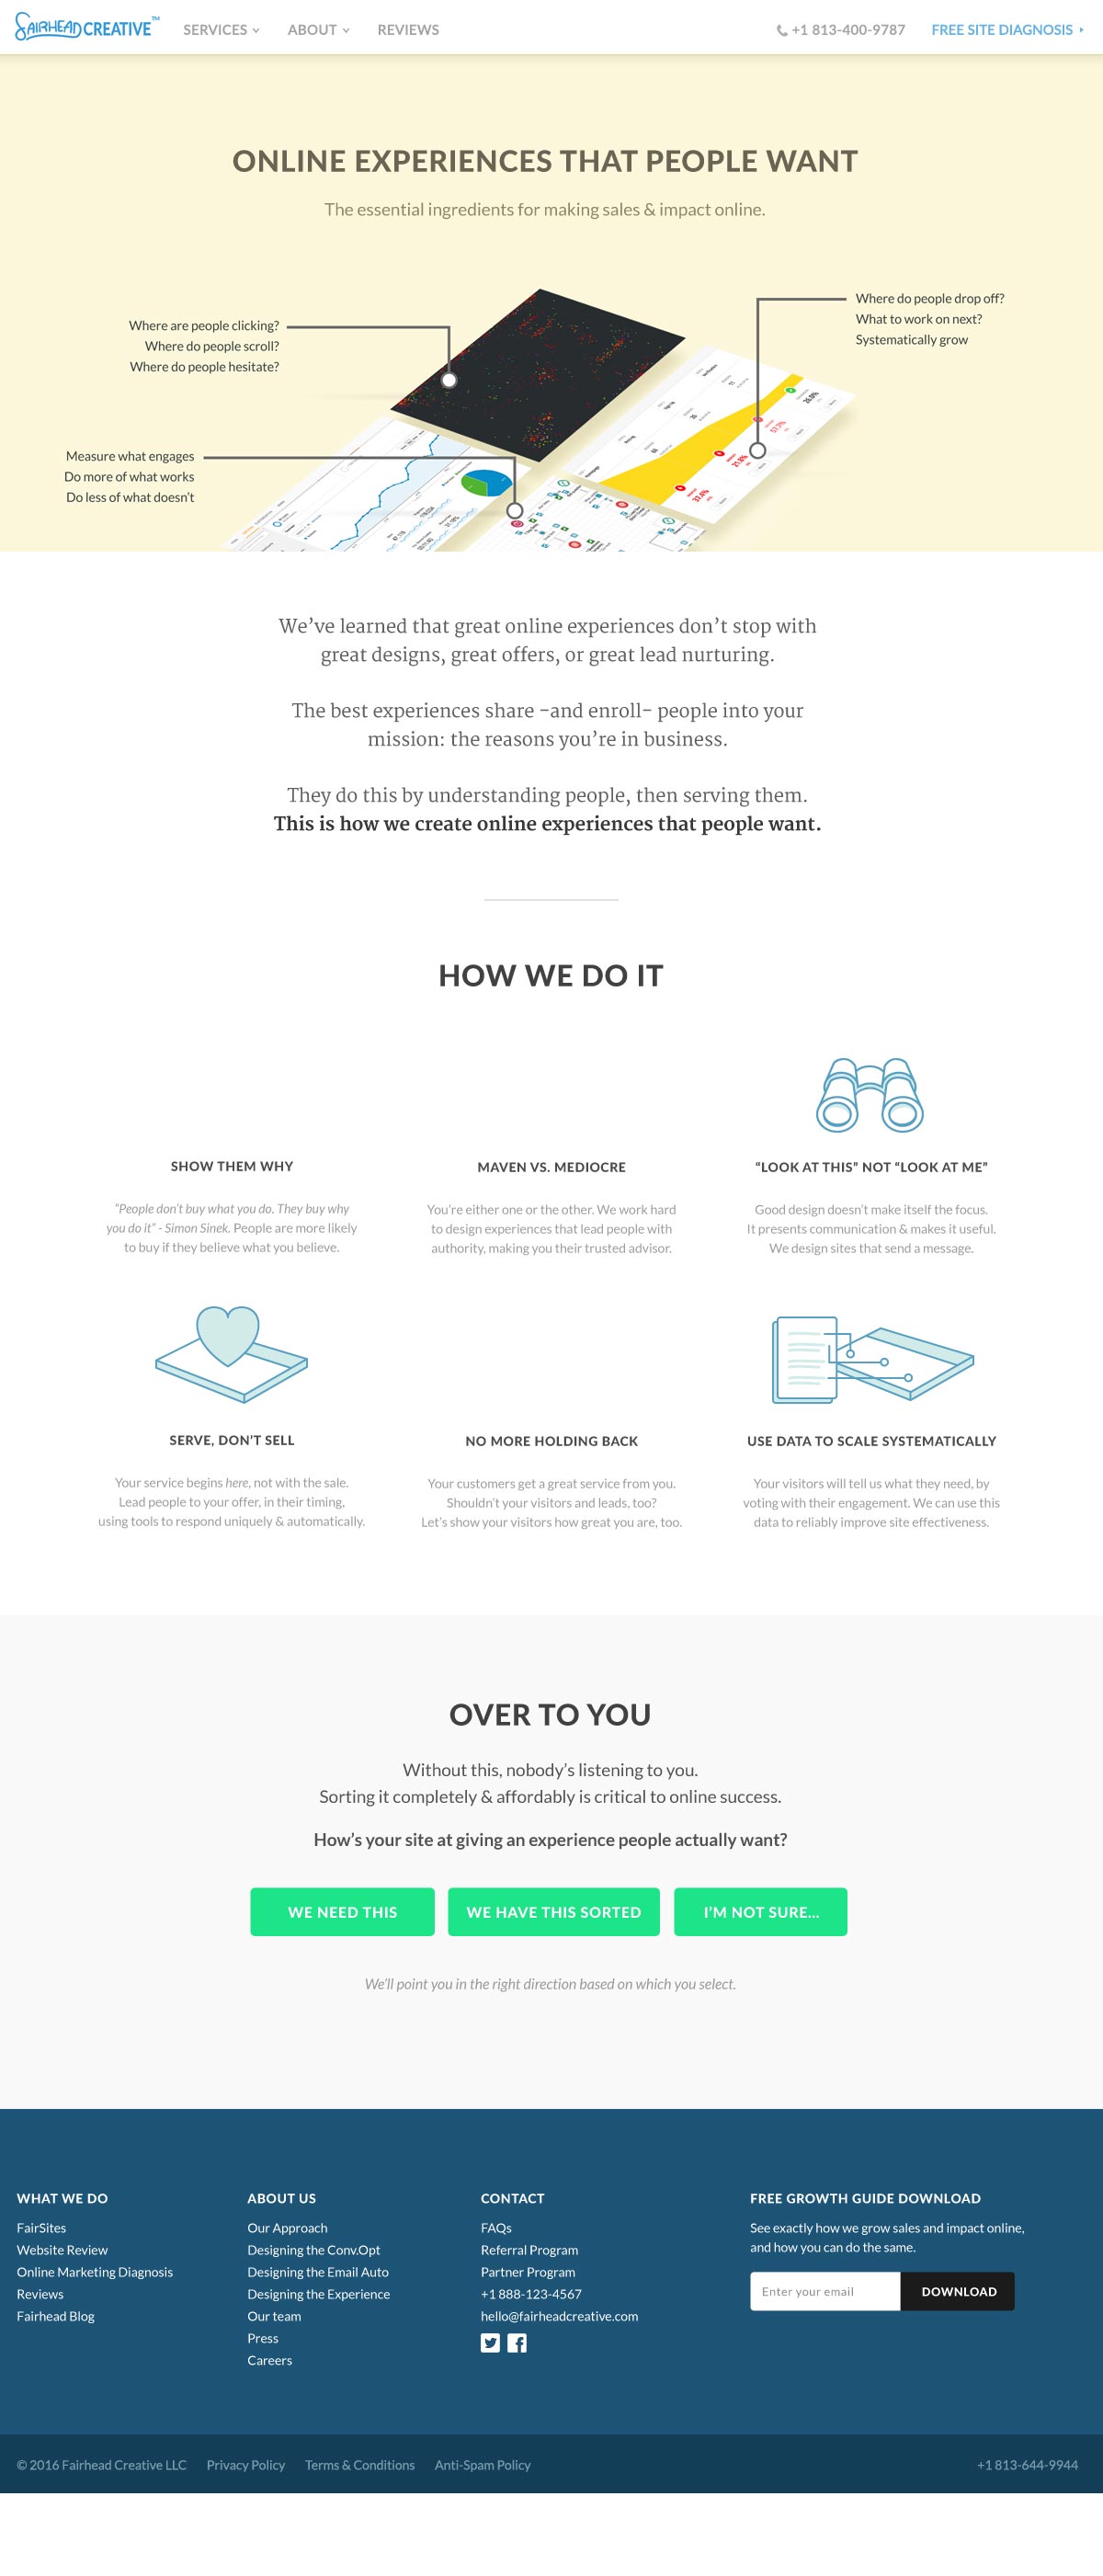 FAIRHEAD CREATIVE™
SERVICES
ABOUT
REVIEWS
+1 813-400-9787
FREE SITE DIAGNOSIS
ONLINE EXPERIENCES THAT PEOPLE WANT
The essential ingredients for making sales & impact online.
Where are people clicking?
Where do people scroll?
Where do people hesitate?
Where do people drop off?
What to work on next?
Systematically grow
Measure what engages
Do more of what works
Do less of what doesn't
We've learned that great online experiences don't stop with
great designs, great offers, or great lead nurturing.
The best experiences share -and enroll- people into your
mission: the reasons you're in business.
They do this by understanding people, then serving them.
This is how we create online experiences that people want.
HOW WE DO IT
SHOW THEM WHY
"People don't buy what you do. They buy why
you do it" - Simon Sinek. People are more likely
to buy if they believe what you believe.
MAVEN VS. MEDIOCRE
You're either one or the other. We work hard
to design experiences that lead people with
authority, making you their trusted advisor.
“LOOK AT THIS” NOT “LOOK AT ME”
Good design doesn't make itself the focus.
It presents communication & makes it useful.
We design sites that send a message.
SERVE, DON'T SELL
Your service begins here, not with the sale.
Lead people to your offer, in their timing,
using tools to respond uniquely & automatically.
NO MORE HOLDING BACK
Your customers get a great service from you.
Shouldn't your visitors and leads, too?
Let's show your visitors how great you are, too.
USE DATA TO SCALE SYSTEMATICALLY
Your visitors will tell us what they need, by
voting with their engagement. We can use this
data to reliably improve site effectiveness.
OVER TO YOU
Without this, nobody's listening to you.
Sorting it completely & affordably is critical to online success.
How's your site at giving an experience people actually want?
WE NEED THIS
WE HAVE THIS SORTED
I'M NOT SURE...
We'll point you in the right direction based on which you select.
WHAT WE DO
FairSites
Website Review
Online Marketing Diagnosis
Reviews
Fairhead Blog
ABOUT US
Our Approach
Designing the Conv.Opt
Designing the Email Auto
Designing the Experience
Our team
Press
Careers
CONTACT
FAQs
Referral Program
Partner Program
+1 888-123-4567
hello@fairheadcreative.com
FREE GROWTH GUIDE DOWNLOAD
See exactly how we grow sales and impact online,
and how you can do the same.
Enter your email
DOWNLOAD
© 2016 Fairhead Creative LLC
Privacy Policy
Terms & Conditions
Anti-Spam Policy
+1 813-644-9944